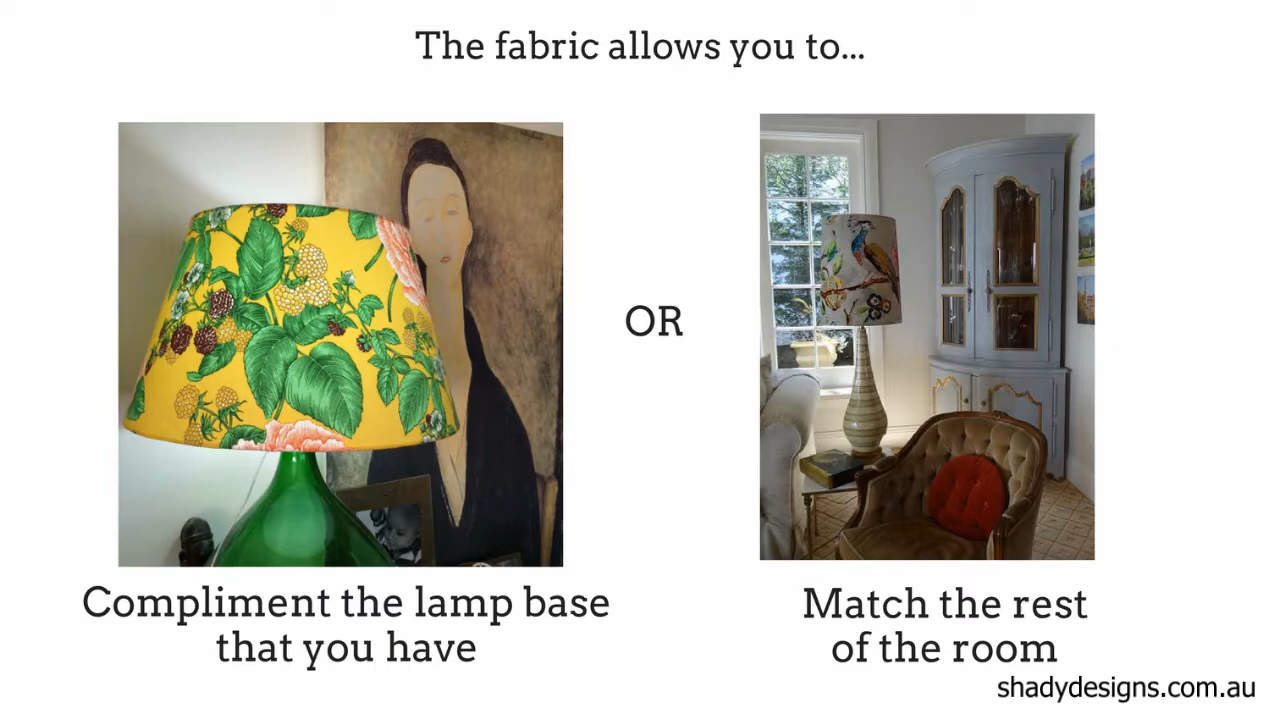 The fabric allows you to...
OR
Compliment the lamp base
that you have
Match the rest
of the room
shadydesigns.com.au